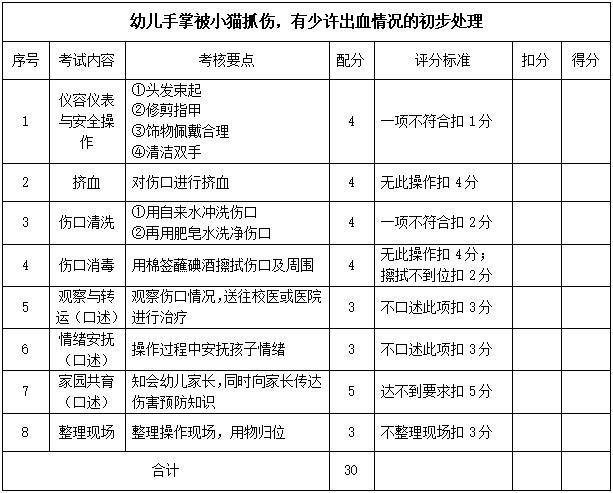 幼儿手掌被小猫抓伤，有少许出血情况的初步处理
序号 考试内容 考核要点 配分 评分标准 扣分 得分
1 仪容仪表与安全操作 ①头发束起 4 一项不符合扣 1 分
②修剪指甲
③饰物佩戴合理
④清洁双手
2 挤血 对伤口进行挤血 4 无此操作扣 4 分
3 伤口清洗 ①用自来水冲洗伤口 4 一项不符合扣 2 分
②再用肥皂水洗净伤口
4 伤口消毒 用棉签蘸碘酒擦拭伤口及周围 4 无此操作扣 4 分；
擦拭不到位扣 2 分
5 观察与转运（口述） 观察伤口情况，送往校医或医院 3 不口述此项扣 3 分
进行治疗
6 情绪安抚（口述） 操作过程中安抚孩子情绪 3 不口述此项扣 3 分
7 家园共育（口述） 知会幼儿家长，同时向家长传达 5 达不到要求扣 5 分
伤害预防知识
8 整理现场 整理操作现场，用物归位 3 不整理现场扣 3 分
合计 30